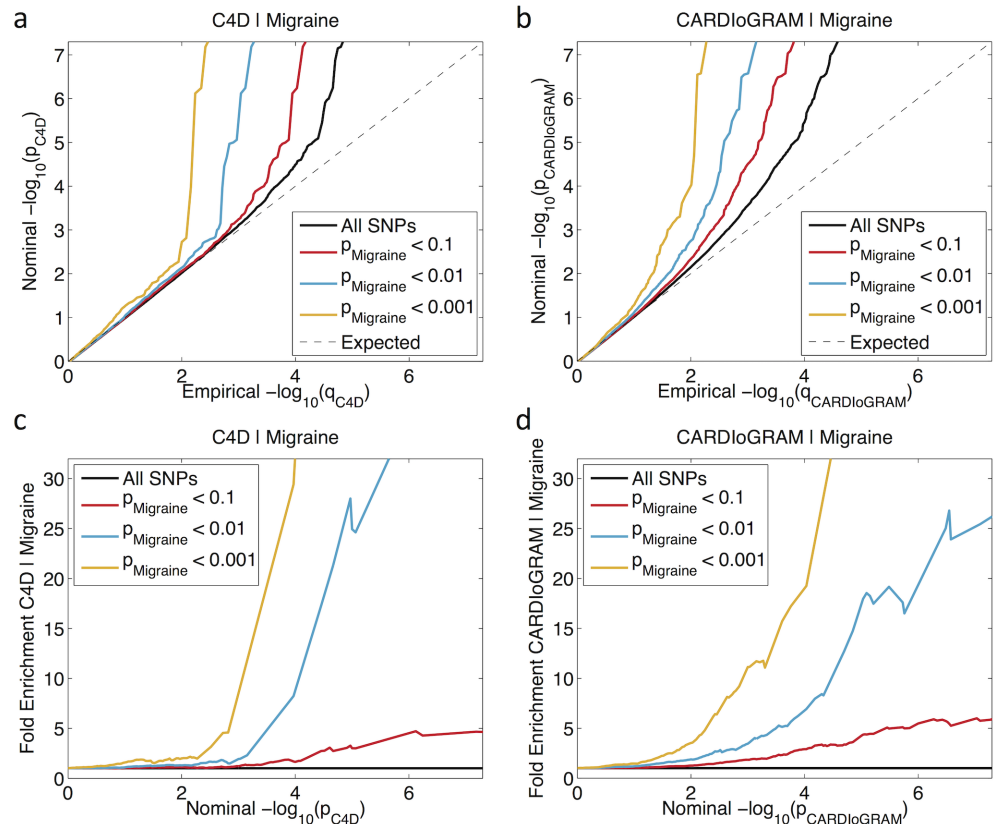 a
C4D | Migraine
Nominal -log10(pC4D)
7
6
5
4
3
2
1
0
0 2 4 6
Empirical -log10(qC4D)
All SNPs
pMigraine < 0.1
pMigraine < 0.01
pMigraine < 0.001
Expected
b
CARDIoGRAM | Migraine
Nominal -log10(pCARDIoGRAM)
7
6
5
4
3
2
1
0
0 2 4 6
Empirical -log10(qCARDIoGRAM)
All SNPs
pMigraine < 0.1
pMigraine < 0.01
pMigraine < 0.001
Expected
c
C4D | Migraine
Fold Enrichment C4D | Migraine
30
25
20
15
10
5
0
0 2 4 6
Nominal -log10(pC4D)
All SNPs
pMigraine < 0.1
pMigraine < 0.01
pMigraine < 0.001
d
CARDIoGRAM | Migraine
Fold Enrichment CARDIoGRAM | Migraine
30
25
20
15
10
5
0
0 2 4 6
Nominal -log10(pCARDIoGRAM)
All SNPs
pMigraine < 0.1
pMigraine < 0.01
pMigraine < 0.001